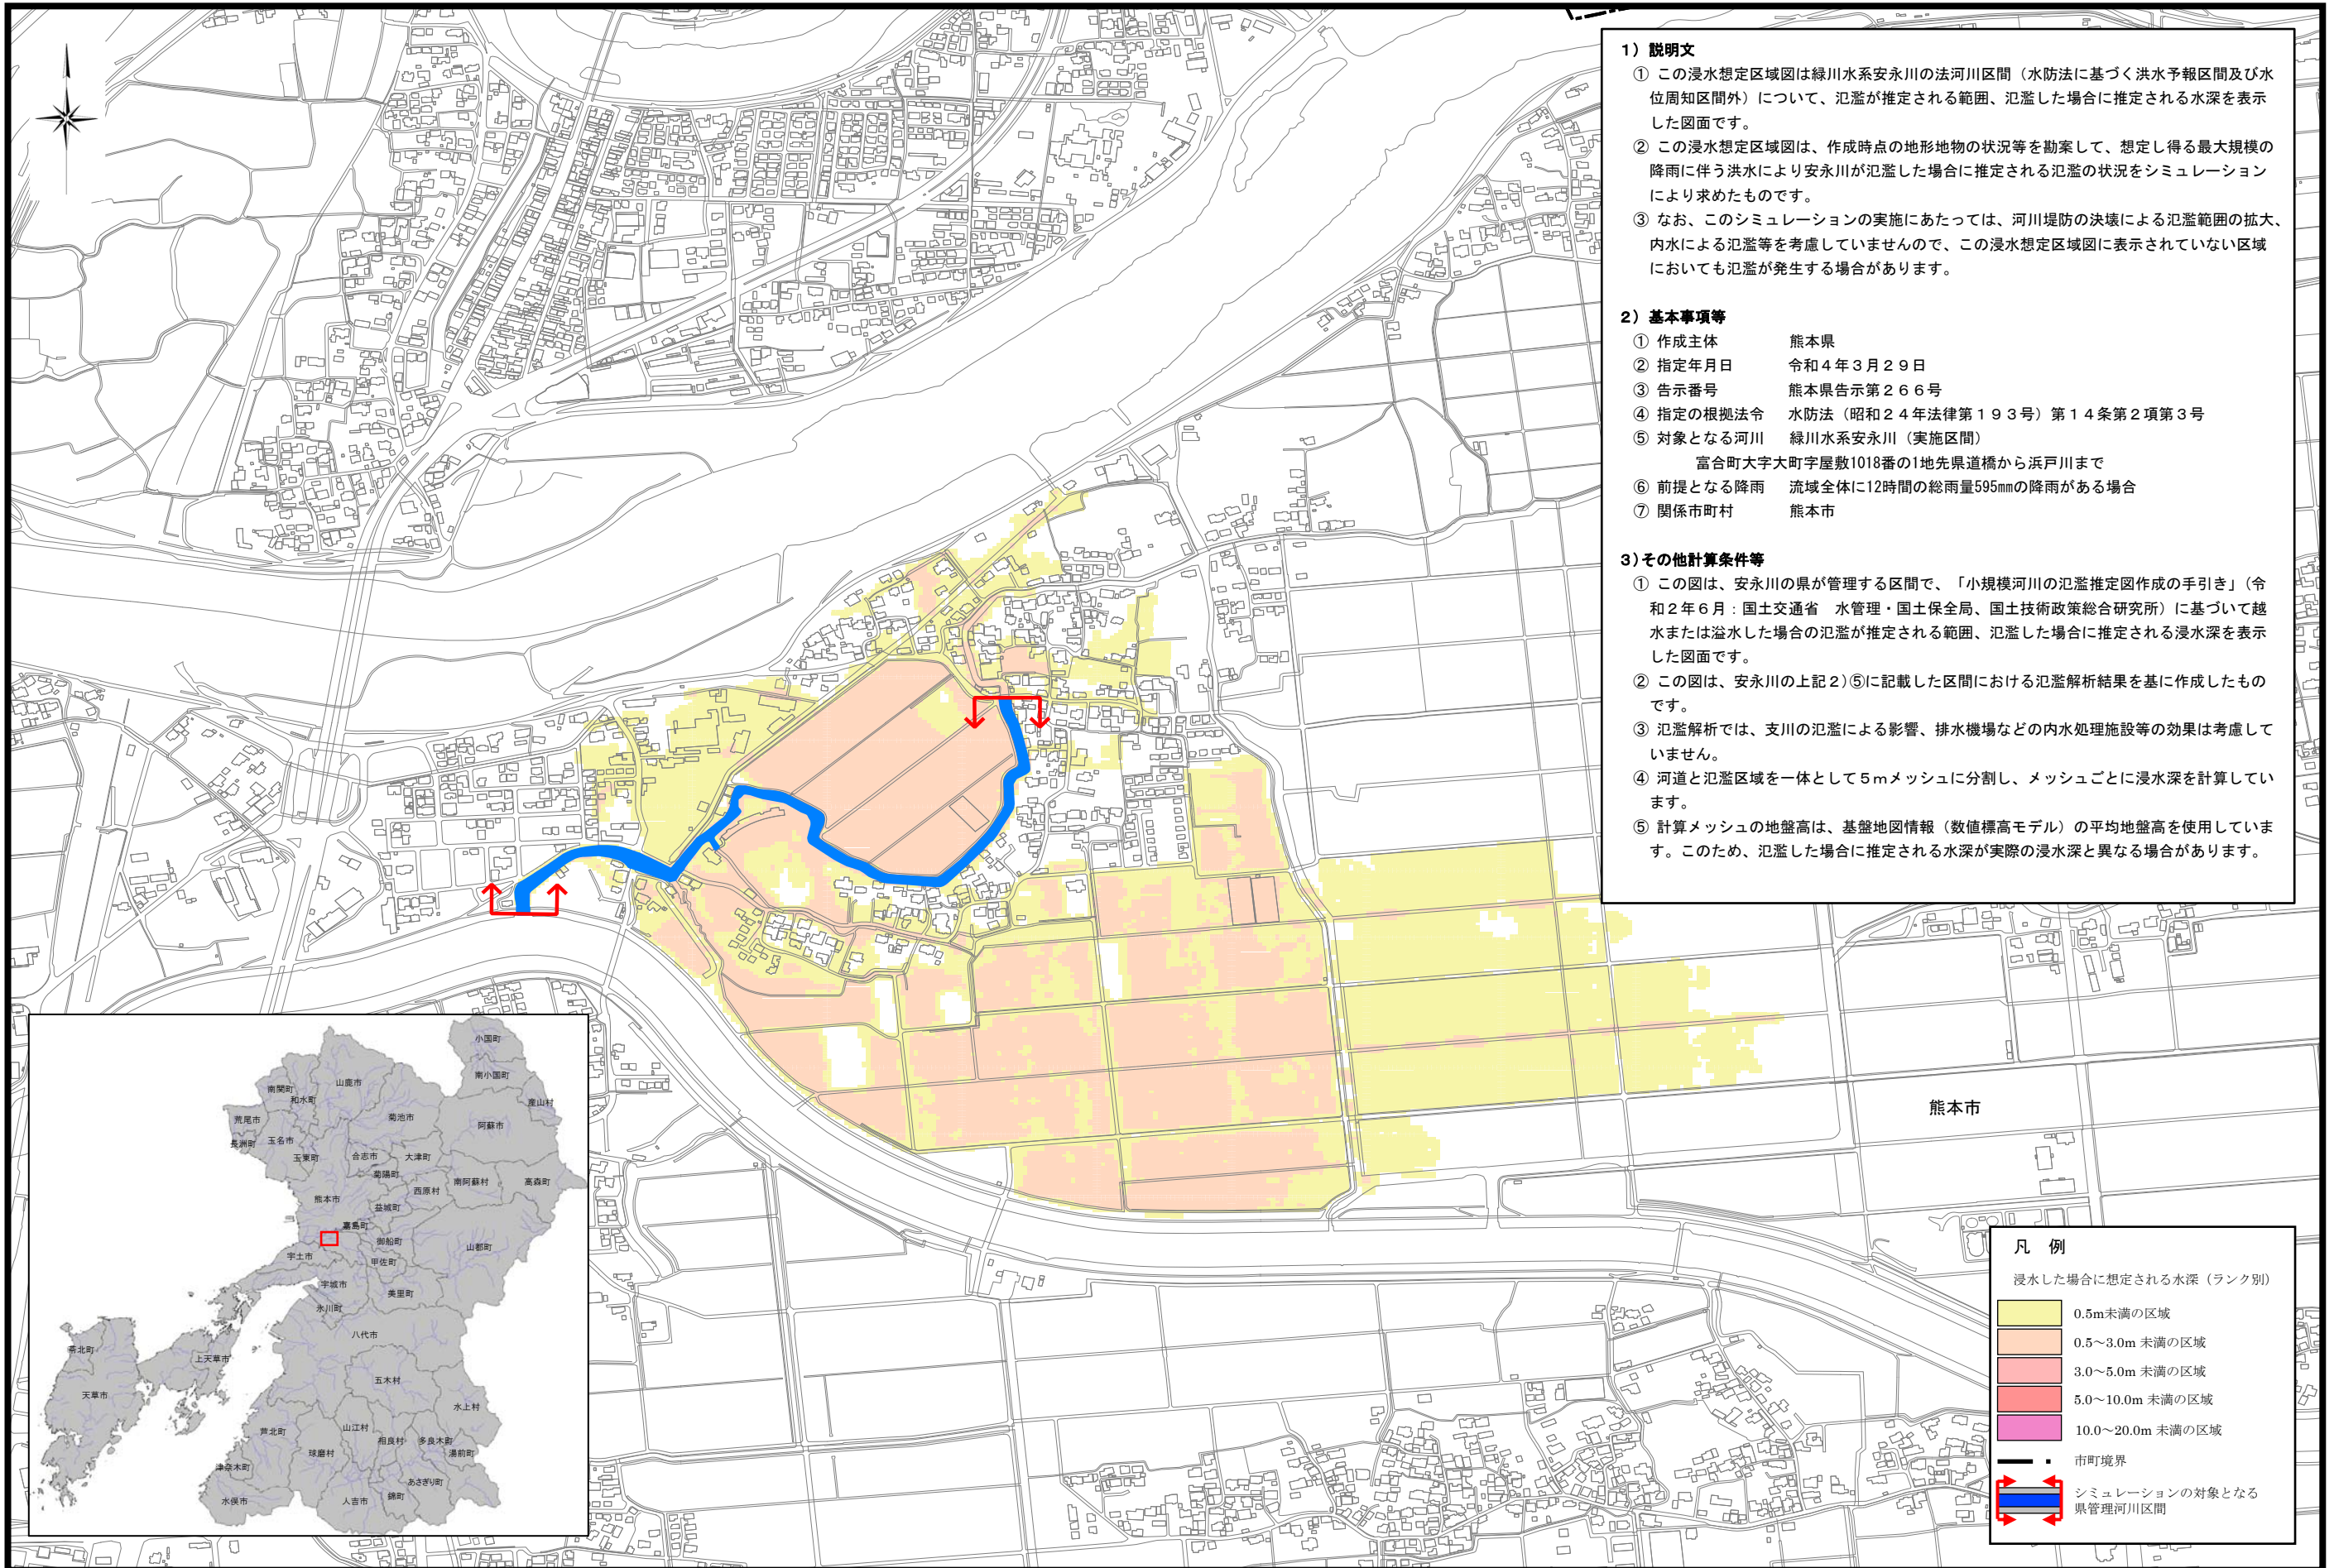 1）説明文
① この浸水想定区域図は緑川水系安永川の法河川区間（水防法に基づく洪水予報区間及び水
位周知区間外）について、氾濫が推定される範囲、氾濫した場合に推定される水深を表示
した図面です。
② この浸水想定区域図は、作成時点の地形地物の状況等を勘案して、想定し得る最大規模の
降雨に伴う洪水により安永川が氾濫した場合に推定される氾濫の状況をシミュレーション
により求めたものです。
③ なお、このシミュレーションの実施にあたっては、河川堤防の決壊による氾濫範囲の拡大、
内水による氾濫等を考慮していませんので、この浸水想定区域図に表示されていない区域
においても氾濫が発生する場合があります。
2）基本事項等
① 作成主体　熊本県
② 指定年月日　令和４年３月２９日
③ 告示番号　熊本県告示第２６６号
④ 指定の根拠法令　水防法（昭和２４年法律第１９３号）第１４条第２項第３号
⑤ 対象となる河川　緑川水系安永川（実施区間）
富合町大字大町字屋敷1018番の1地先県道橋から浜戸川まで
⑥ 前提となる降雨　流域全体に12時間の総雨量595mmの降雨がある場合
⑦ 関係市町村　熊本市
3)その他計算条件等
① この図は、安永川の県が管理する区間で、「小規模河川の氾濫推定図作成の手引き」（令
和２年６月：国土交通省　水管理・国土保全局、国土技術政策総合研究所）に基づいて越
水または溢水した場合の氾濫が推定される範囲、氾濫した場合に推定される浸水深を表示
した図面です。
② この図は、安永川の上記２)⑤に記載した区間における氾濫解析結果を基に作成したもの
です。
③ 氾濫解析では、支川の氾濫による影響、排水機場などの内水処理施設等の効果は考慮して
いません。
④ 河道と氾濫区域を一体として５ｍメッシュに分割し、メッシュごとに浸水深を計算してい
ます。
⑤ 計算メッシュの地盤高は、基盤地図情報（数値標高モデル）の平均地盤高を使用していま
す。このため、氾濫した場合に推定される水深が実際の浸水深と異なる場合があります。
熊本市
小国町
南小国町
産山村
南関町
和水町
山鹿市
菊池市
阿蘇市
荒尾市
長洲町
玉名市
玉東町
合志市
大津町
菊陽町
西原村
南阿蘇村
高森町
熊本市
益城町
嘉島町
御船町
山都町
宇土市
甲佐町
宇城市
美里町
氷川町
八代市
苓北町
上天草市
天草市
五木村
水上村
芦北町
山江村
相良村
多良木町
湯前町
球磨村
あさぎり町
津奈木町
錦町
水俣市
人吉市
凡 例
浸水した場合に想定される水深（ランク別）
0.5m未満の区域
0.5～3.0m 未満の区域
3.0～5.0m 未満の区域
5.0～10.0m 未満の区域
10.0～20.0m 未満の区域
市町境界
シミュレーションの対象となる
県管理河川区間